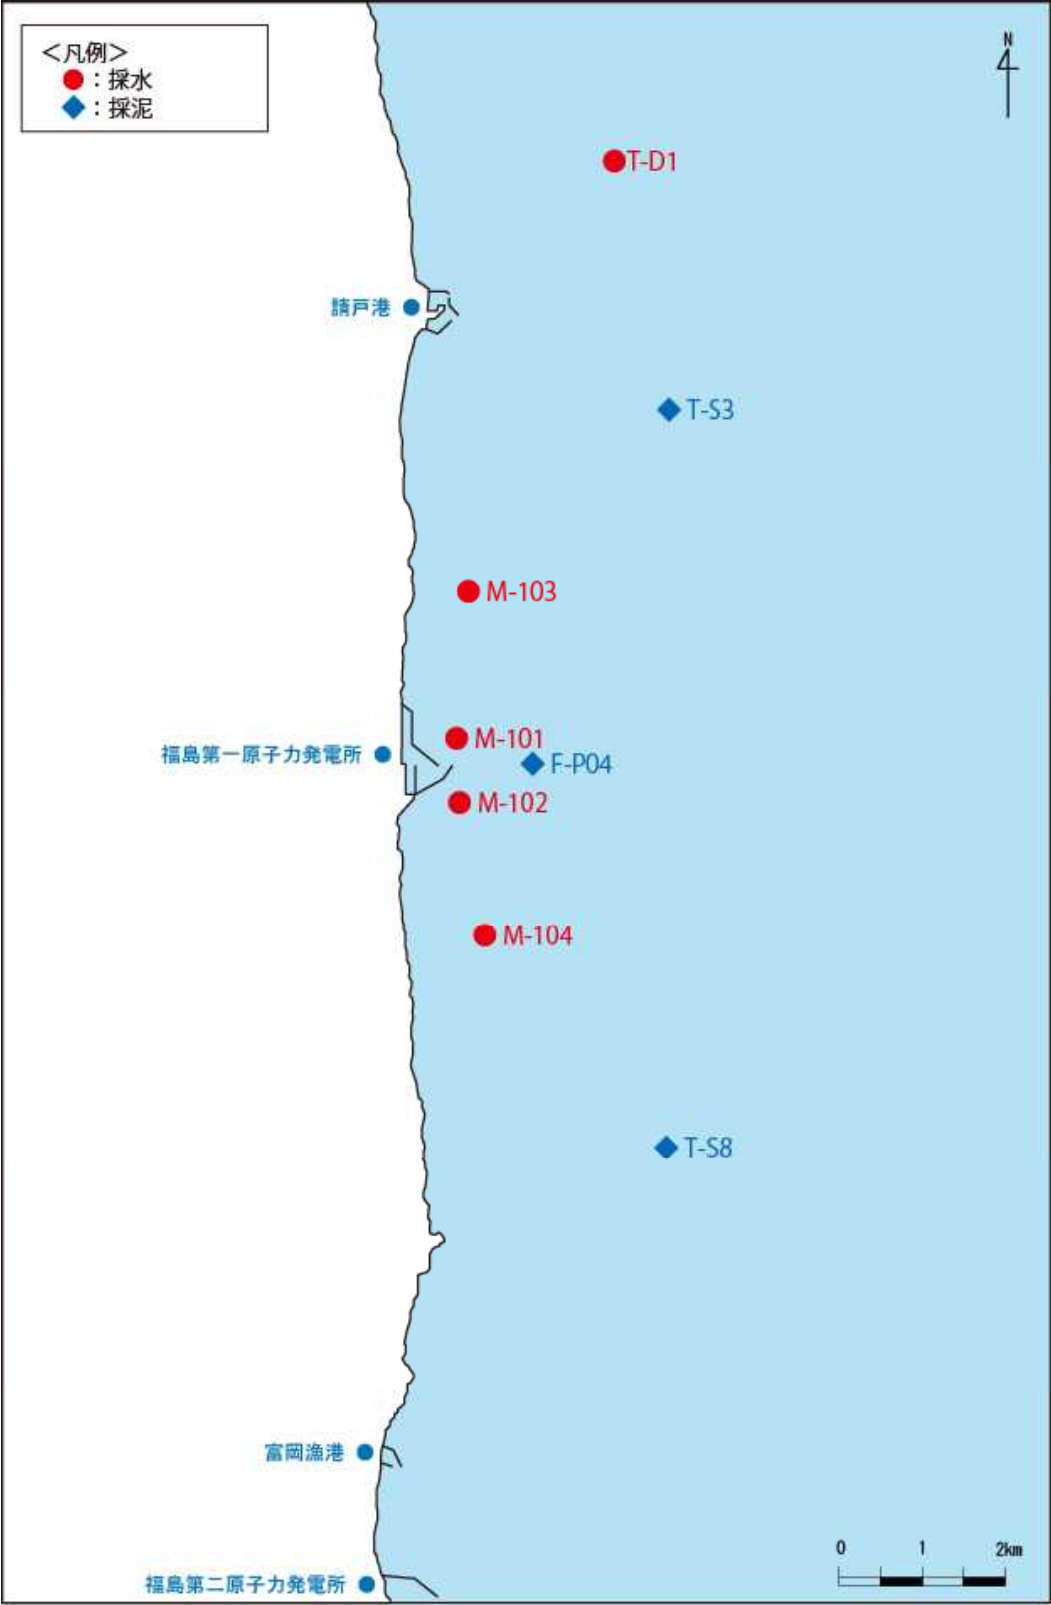 <凡例>
●：採水
◆：採泥
N
T-D1
請戸港
T-S3
M-103
M-101
福島第一原子力発電所
F-P04
M-102
M-104
T-S8
富岡漁港
0 1 2km
福島第二原子力発電所